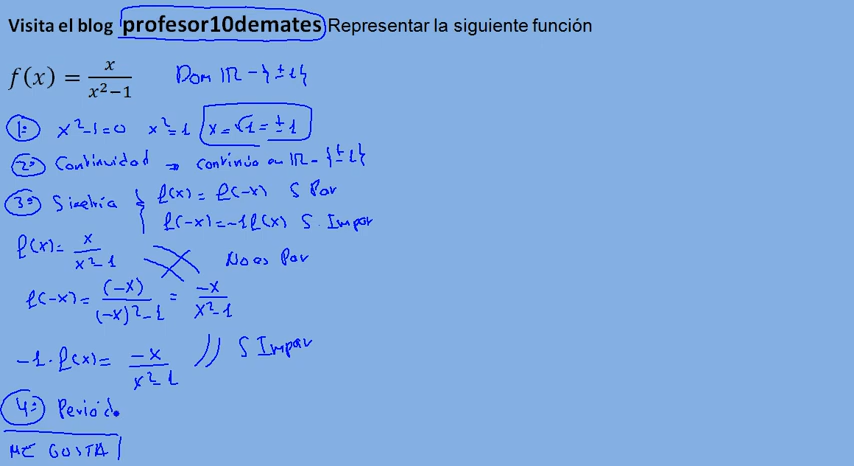 Visita el blog profesor10demates Representar la siguiente función
f(x) = x / x²−1 Dom ℝ - {±1}
1º x²-1=0 x²=1 x=√1=±1
2º Continuidad → continua en ℝ - {±1}
3º Simetría { f(x) = f(-x) S Par
f(-x) = -1f(x) S. Impar
f(x) = x / x²-1 No es Par
f(-x) = (-x) / (-x)²-1 = -x / x²-1
-1·f(x) = -x / x²-1 // S Impar
4º Period.
ME GUSTA